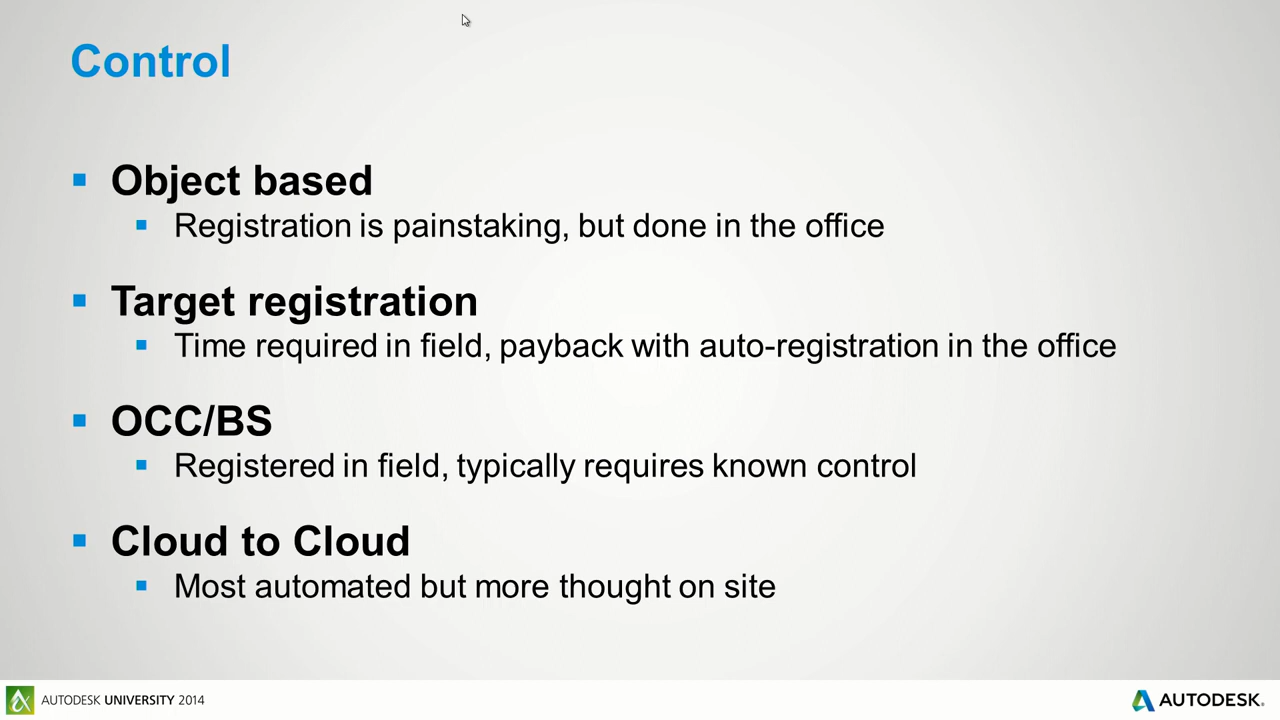 Control
Object based
Registration is painstaking, but done in the office
Target registration
Time required in field, payback with auto-registration in the office
OCC/BS
Registered in field, typically requires known control
Cloud to Cloud
Most automated but more thought on site
AUTODESK UNIVERSITY 2014
AUTODESK.